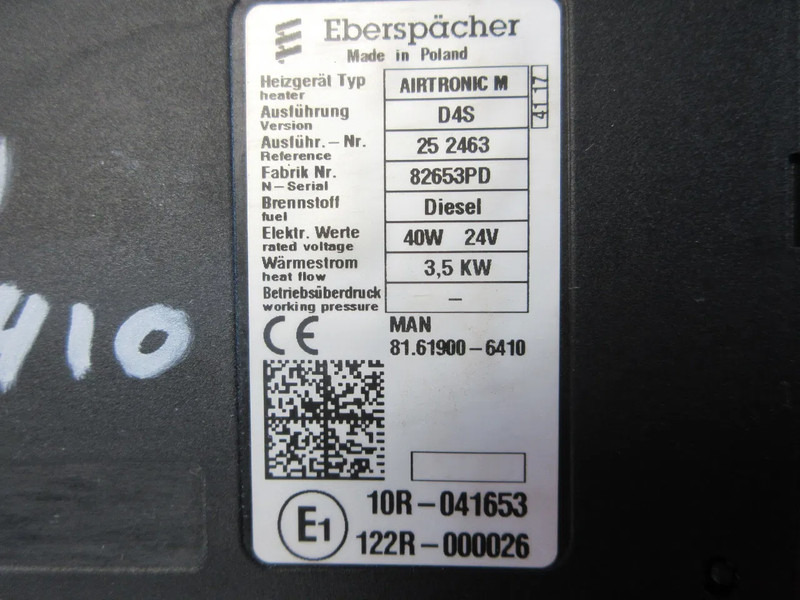 Eberspächer
Made in Poland
Heizgerät Typ AIRTRONIC M 41 17
heater
Ausführung D4S
Version
Ausführ.-Nr. 25 2463
Reference
Fabrik Nr. 82653PD
N-Serial
Brennstoff Diesel
fuel
Elektr. Werte 40W 24V
rated voltage
Wärmestrom 3,5 KW
heat flow
Betriebsüberdruck –
working pressure
CE MAN
81.61900-6410
410
10R-041653
E1
122R-000026